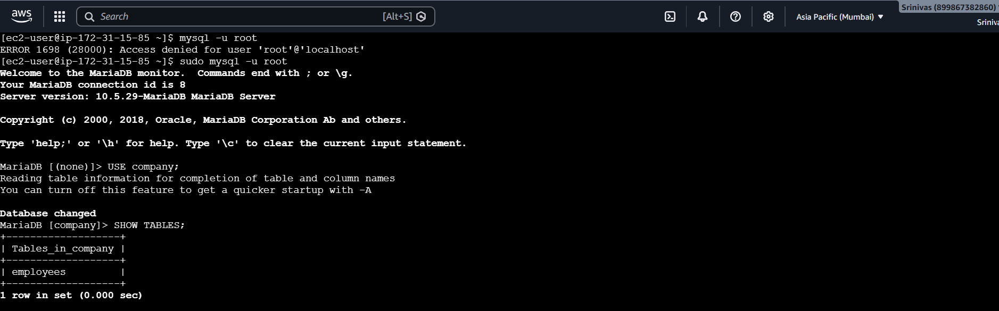 aws
Search [Alt+S]
Asia Pacific (Mumbai)
Srinivas (899867382860)
[ec2-user@ip-172-31-15-85 ~]$ mysql -u root
ERROR 1698 (28000): Access denied for user 'root'@'localhost'
[ec2-user@ip-172-31-15-85 ~]$ sudo mysql -u root
Welcome to the MariaDB monitor.  Commands end with ; or \g.
Your MariaDB connection id is 8
Server version: 10.5.29-MariaDB MariaDB Server
Copyright (c) 2000, 2018, Oracle, MariaDB Corporation Ab and others.
Type 'help;' or '\h' for help. Type '\c' to clear the current input statement.
MariaDB [(none)]> USE company;
Reading table information for completion of table and column names
You can turn off this feature to get a quicker startup with -A
Database changed
MariaDB [company]> SHOW TABLES;
+-------------------+
| Tables_in_company |
+-------------------+
| employees         |
+-------------------+
1 row in set (0.000 sec)